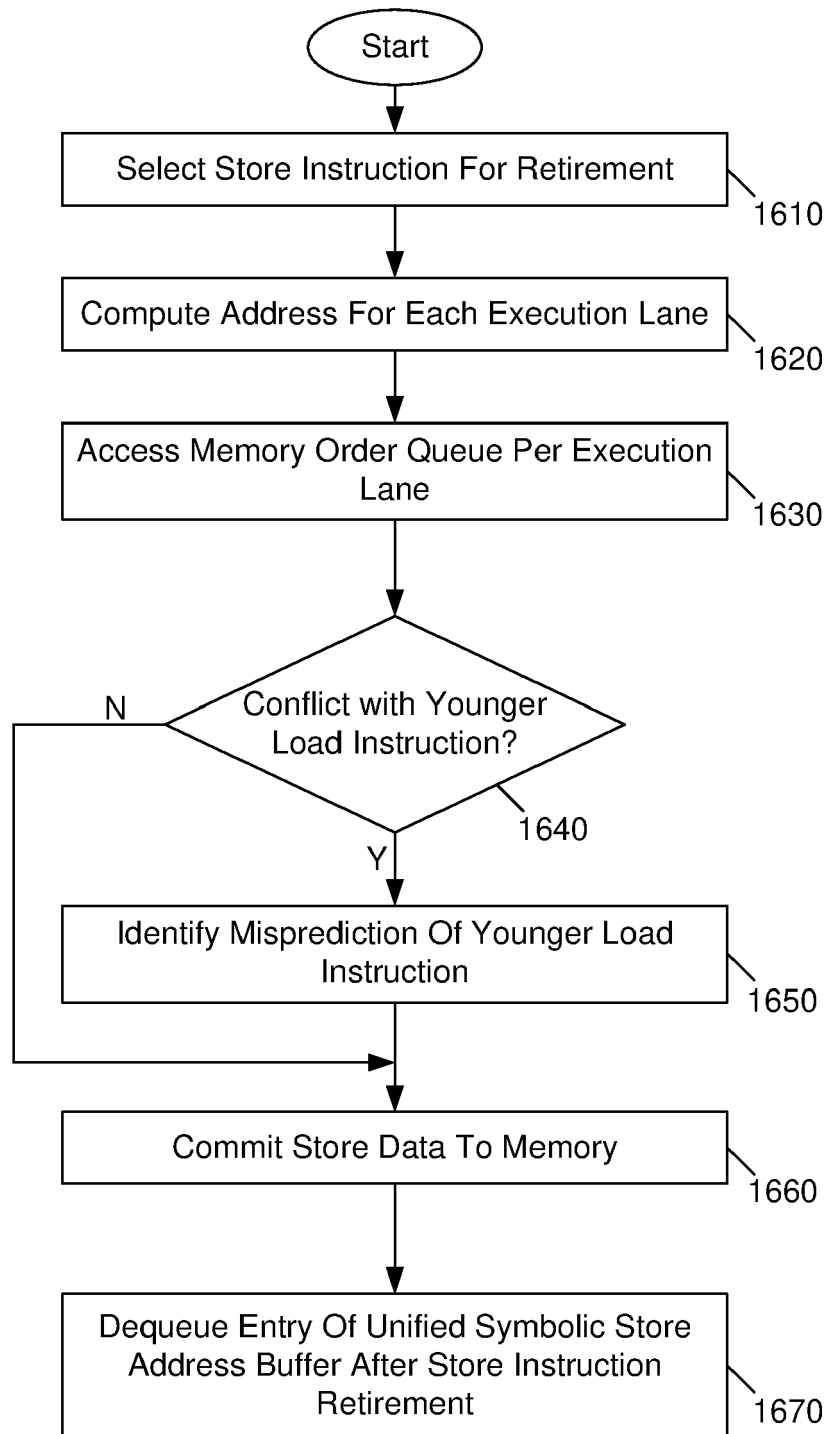 Start
Select Store Instruction For Retirement
1610
Compute Address For Each Execution Lane
1620
Access Memory Order Queue Per Execution
Lane
1630
Conflict with Younger
Load Instruction?
N
1640
Y
Identify Misprediction Of Younger Load
Instruction
1650
Commit Store Data To Memory
1660
Dequeue Entry Of Unified Symbolic Store
Address Buffer After Store Instruction
Retirement
1670